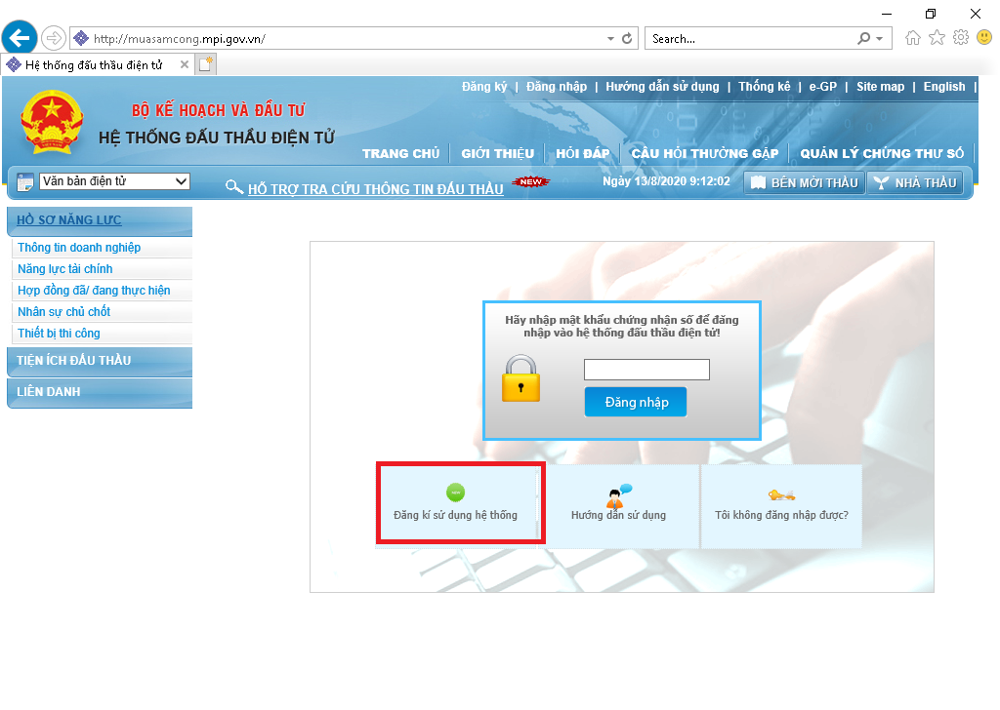 http://muasamcong.mpi.gov.vn/
Search...
Hệ thống đấu thầu điện tử
Đăng ký | Đăng nhập | Hướng dẫn sử dụng | Thống kê | e-GP | Site map | English |
BỘ KẾ HOẠCH VÀ ĐẦU TƯ
HỆ THỐNG ĐẤU THẦU ĐIỆN TỬ
TRANG CHỦ
GIỚI THIỆU
HỎI ĐÁP
CÂU HỎI THƯỜNG GẶP
QUẢN LÝ CHỨNG THƯ SỐ
Văn bản điện tử
HỖ TRỢ TRA CỨU THÔNG TIN ĐẤU THẦU
NEW
Ngày 13/8/2020 9:12:02
BÊN MỜI THẦU
NHÀ THẦU
HỒ SƠ NĂNG LỰC
Thông tin doanh nghiệp
Năng lực tài chính
Hợp đồng đã/ đang thực hiện
Nhân sự chủ chốt
Thiết bị thi công
TIỆN ÍCH ĐẤU THẦU
LIÊN DANH
Hãy nhập mật khẩu chứng nhận số để đăng
nhập vào hệ thống đấu thầu điện tử!
Đăng nhập
Đăng kí sử dụng hệ thống
Hướng dẫn sử dụng
Tôi không đăng nhập được?